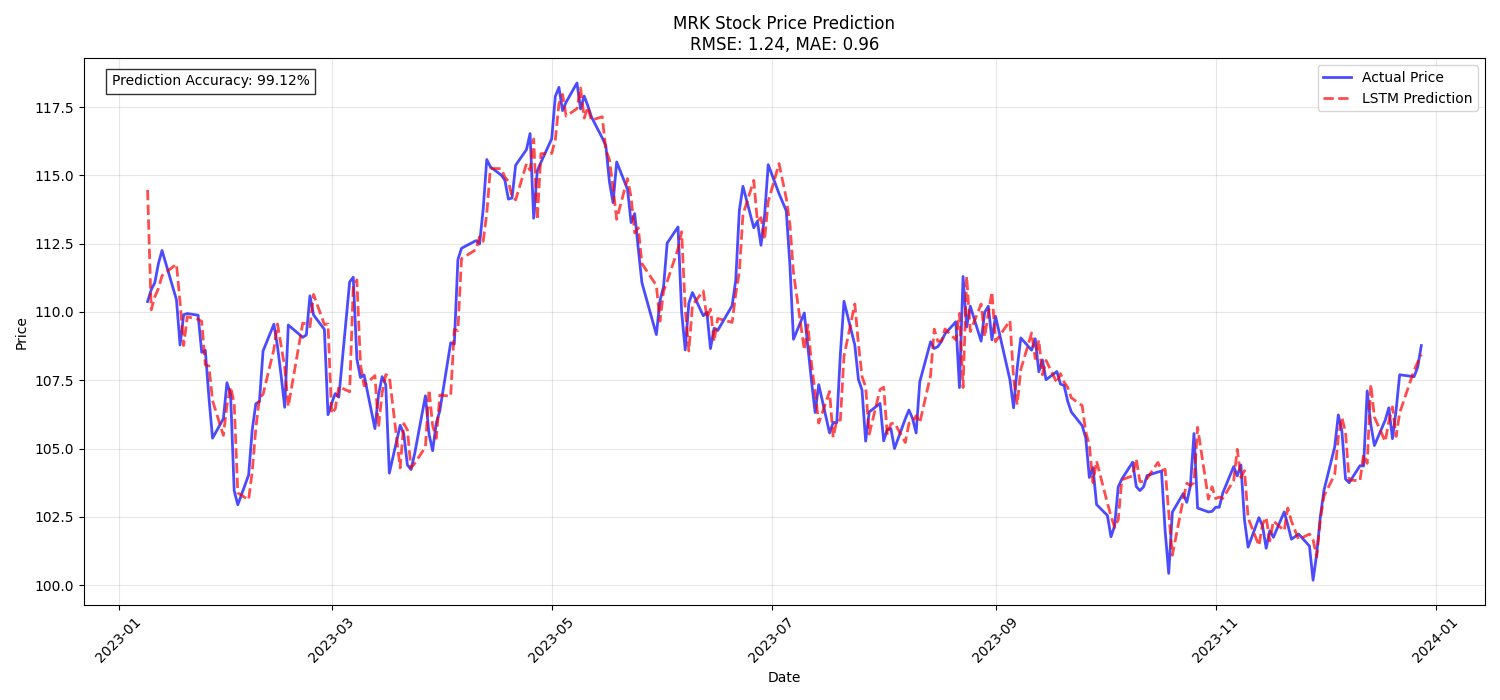 MRK Stock Price Prediction
RMSE: 1.24, MAE: 0.96
Prediction Accuracy: 99.12%
Actual Price
LSTM Prediction
Price
117.5
115.0
112.5
110.0
107.5
105.0
102.5
100.0
2023-01
2023-03
2023-05
2023-07
2023-09
2023-11
2024-01
Date